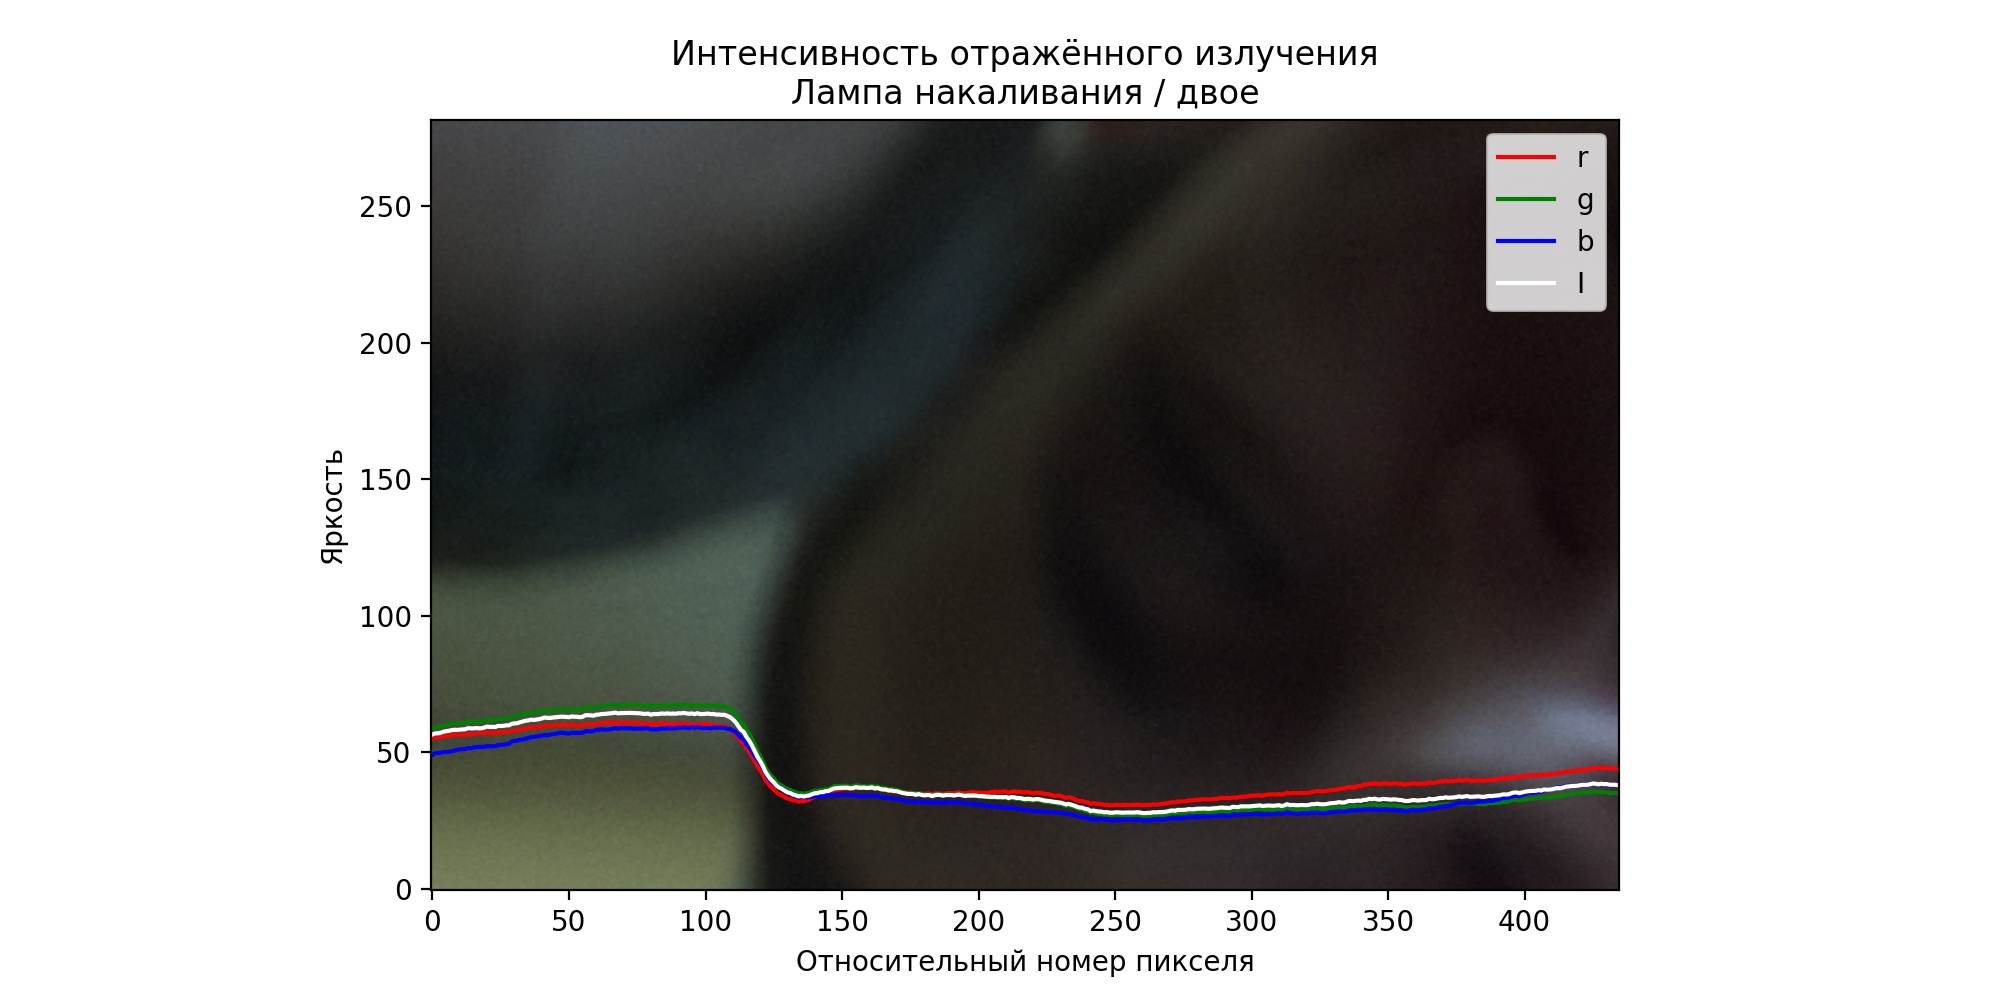 Интенсивность отражённого излучения
Лампа накаливания / двое
r
g
b
l
Яркость
250
200
150
100
50
0
0 50 100 150 200 250 300 350 400
Относительный номер пикселя